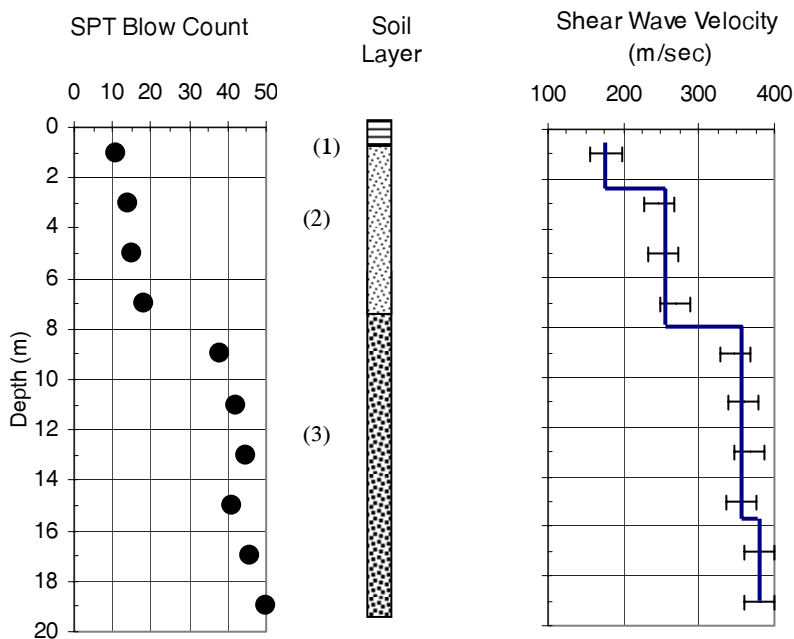 SPT Blow Count
0 10 20 30 40 50
Depth (m)
0
2
4
6
8
10
12
14
16
18
20
Soil
Layer
(1)
(2)
(3)
Shear Wave Velocity
(m/sec)
100 200 300 400